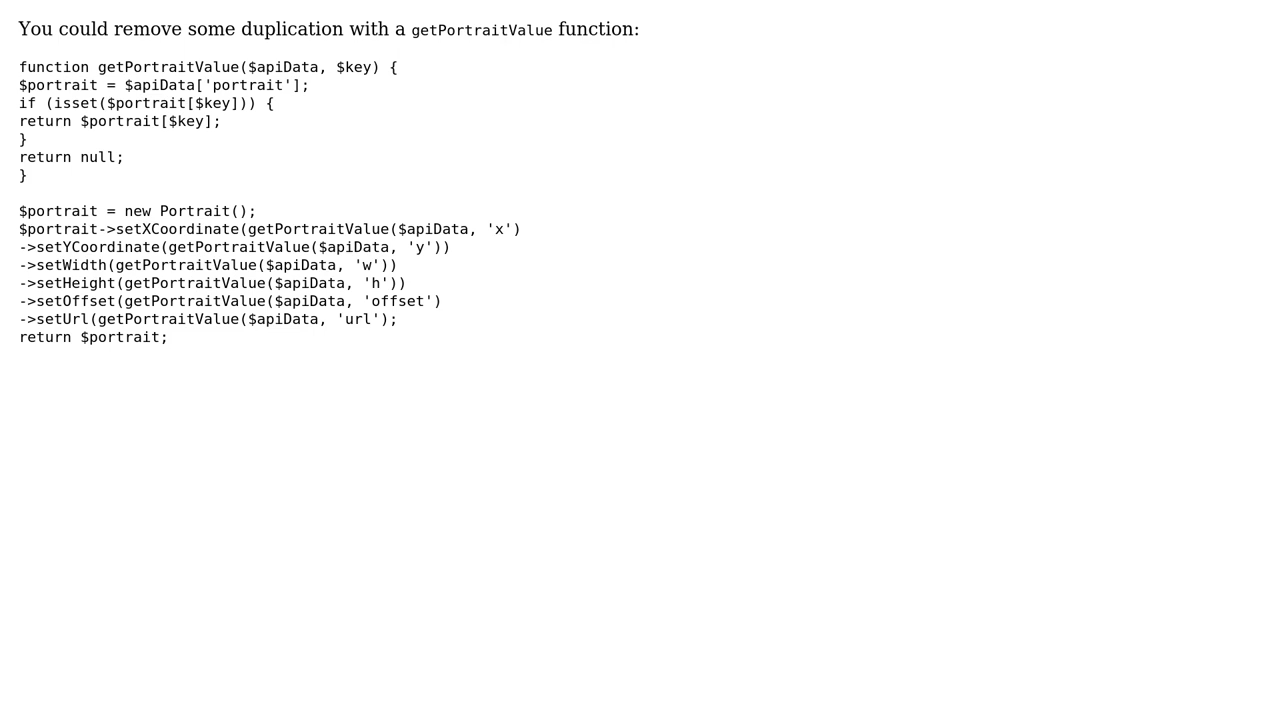 You could remove some duplication with a getPortraitValue function:
function getPortraitValue($apiData, $key) {
$portrait = $apiData['portrait'];
if (isset($portrait[$key])) {
return $portrait[$key];
}
return null;
}
$portrait = new Portrait();
$portrait->setXCoordinate(getPortraitValue($apiData, 'x')
->setYCoordinate(getPortraitValue($apiData, 'y'))
->setWidth(getPortraitValue($apiData, 'w'))
->setHeight(getPortraitValue($apiData, 'h'))
->setOffset(getPortraitValue($apiData, 'offset')
->setUrl(getPortraitValue($apiData, 'url');
return $portrait;